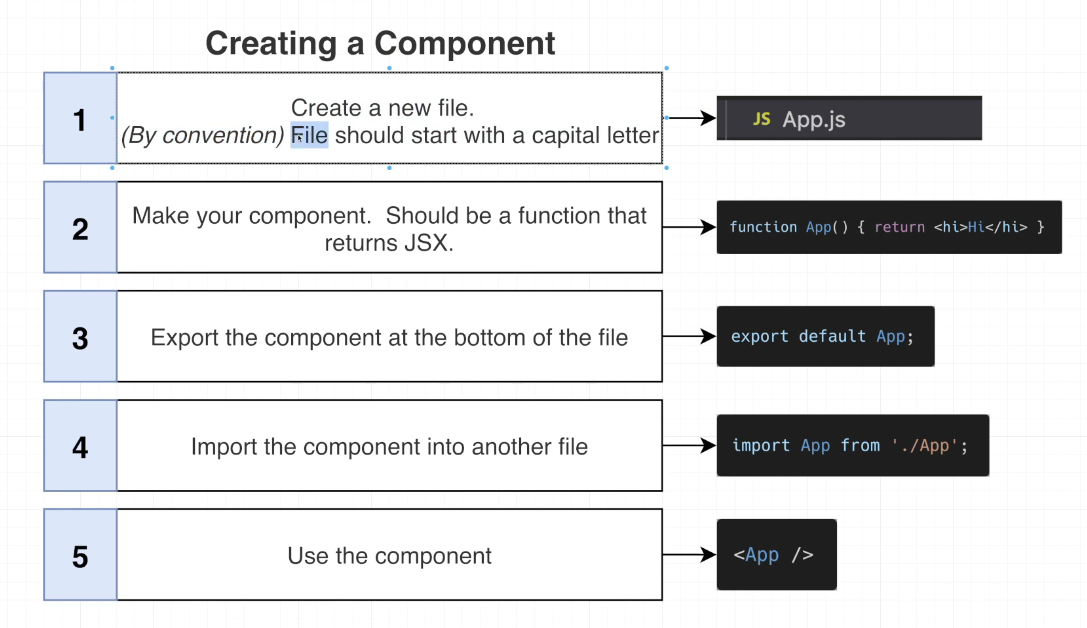 Creating a Component
1
Create a new file.
(By convention) File should start with a capital letter
JS App.js
2
Make your component. Should be a function that
returns JSX.
function App() { return <hi>Hi</hi> }
3
Export the component at the bottom of the file
export default App;
4
Import the component into another file
import App from './App';
5
Use the component
<App />